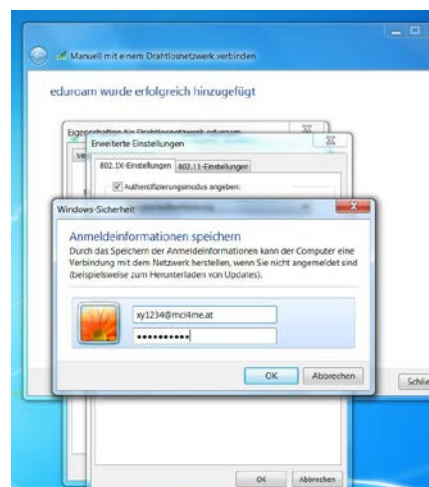 Manuell mit einem Drahtlosnetzwerk verbinden
eduroam wurde erfolgreich hinzugefügt
Erweiterte Einstellungen
802.1X-Einstellungen 802.11-Einstellungen
Authentifizierungsmodus angeben:
Windows-Sicherheit
Anmeldeinformationen speichern
Durch das Speichern der Anmeldeinformationen kann der Computer eine
Verbindung mit dem Netzwerk herstellen, wenn Sie nicht angemeldet sind
(beispielsweise zum Herunterladen von Updates).
xy1234@mci4me.at
••••••••••
OK Abbrechen
Schlie
OK Abbrechen